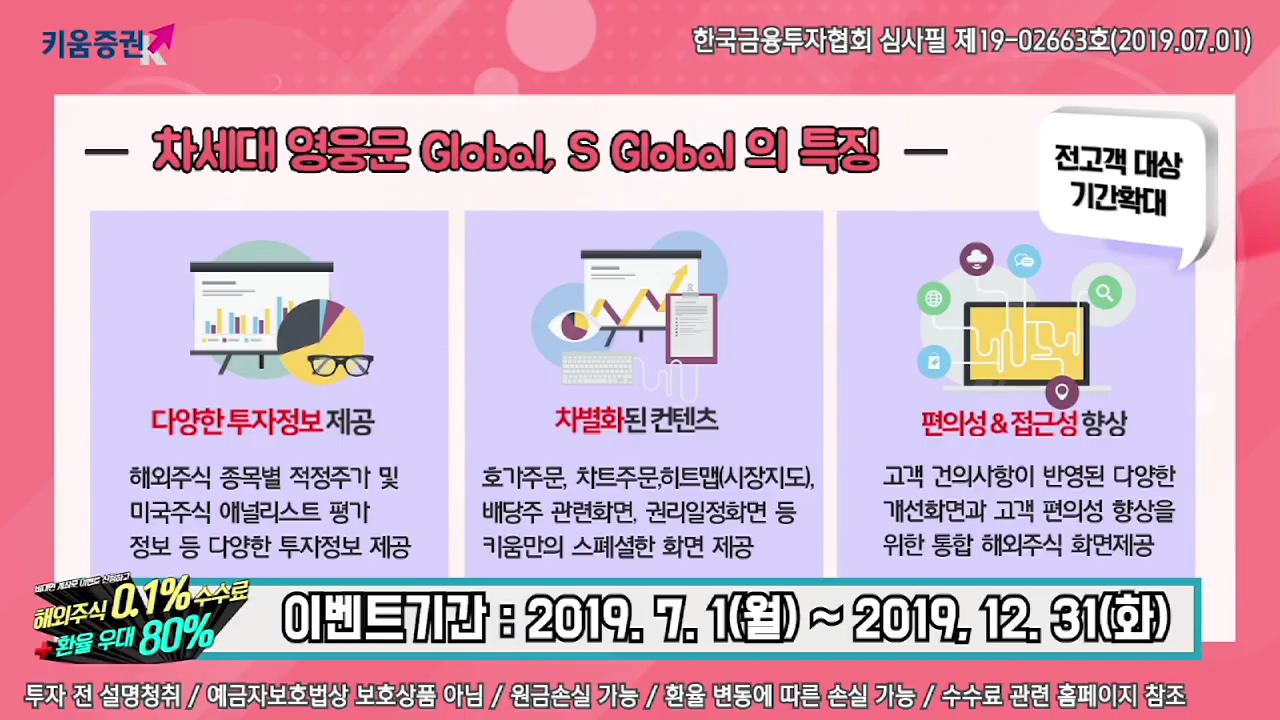 키움증권
한국금융투자협회 심사필 제19-02663호(2019.07.01)
차세대 영웅문 Global, S Global 의 특징
전고객 대상
기간확대
다양한 투자정보 제공
해외주식 종목별 적정주가 및
미국주식 애널리스트 평가
정보 등 다양한 투자정보 제공
차별화된 컨텐츠
호가주문, 차트주문,히트맵(시장지도),
배당주 관련화면, 권리일정화면 등
키움만의 스페셜한 화면 제공
편의성 & 접근성 향상
고객 건의사항이 반영된 다양한
개선화면과 고객 편의성 향상을
위한 통합 해외주식 화면제공
비대면 계좌로 이벤트 신청하고
해외주식 0.1% 수수료
+환율 우대 80%
이벤트기간 : 2019. 7. 1(월) ~ 2019, 12. 31(화)
투자 전 설명청취 / 예금자보호법상 보호상품 아님 / 원금손실 가능 / 환율 변동에 따른 손실 가능 / 수수료 관련 홈페이지 참조